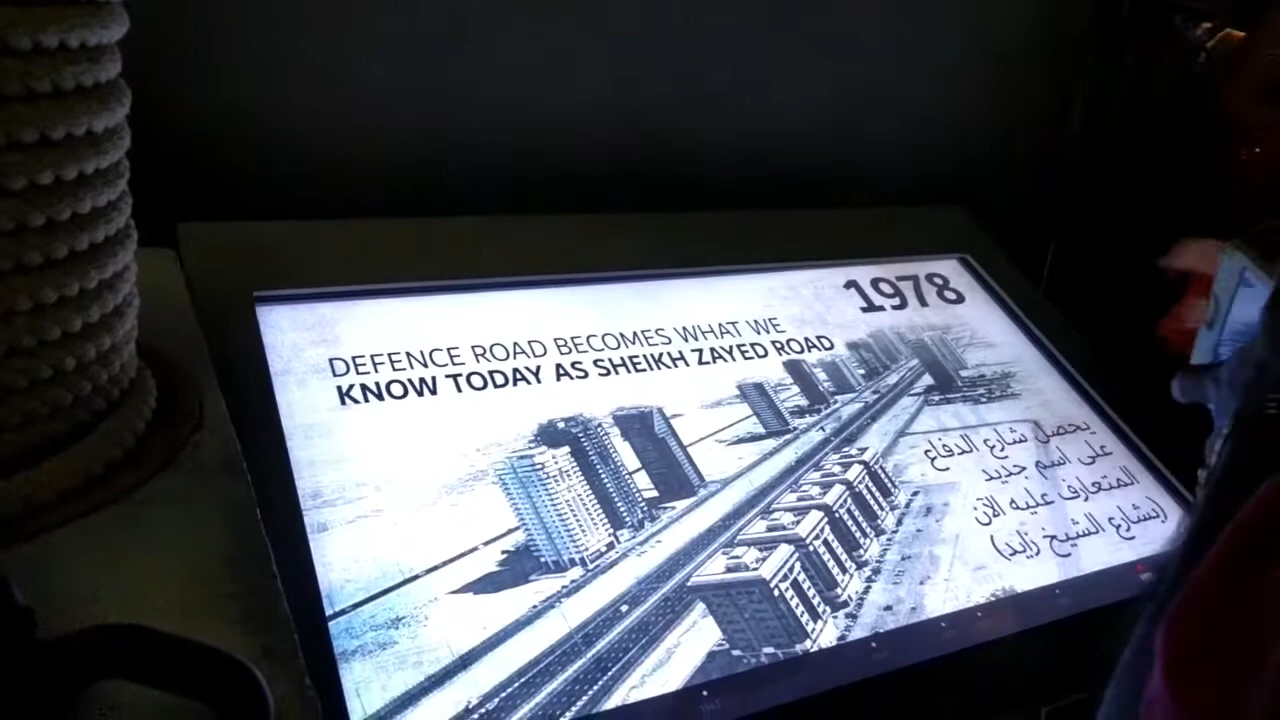 1978
DEFENCE ROAD BECOMES WHAT WE
KNOW TODAY AS SHEIKH ZAYED ROAD
يحصل شارع الدفاع
على اسم جديد
المتعارف عليه الآن
(بشارع الشيخ زايد)